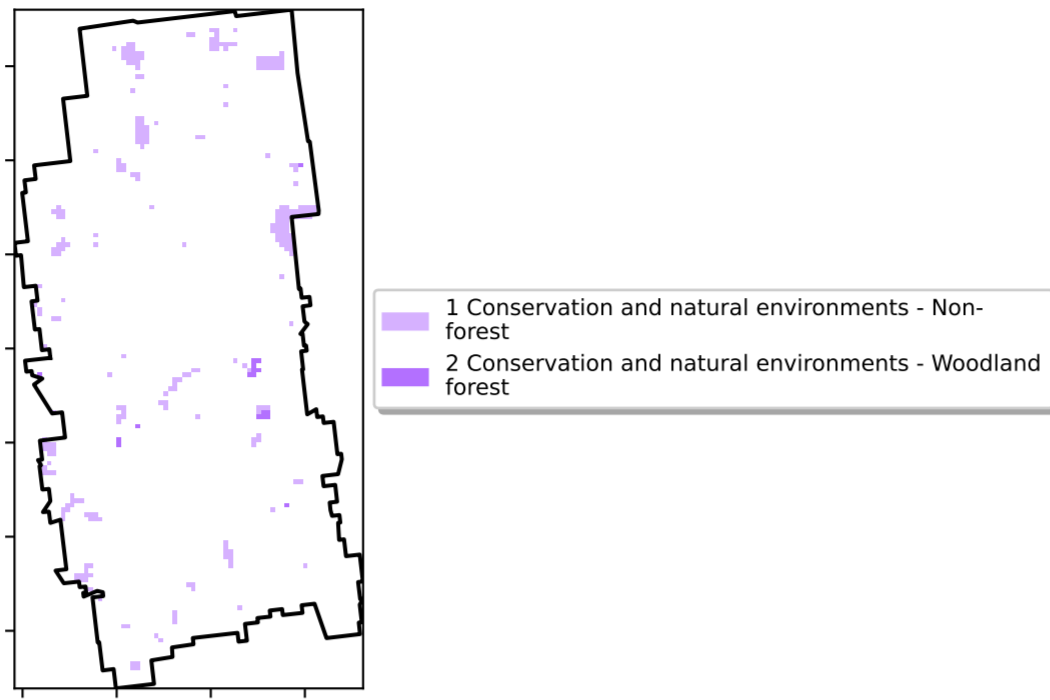 1 Conservation and natural environments - Non-
forest
2 Conservation and natural environments - Woodland
forest